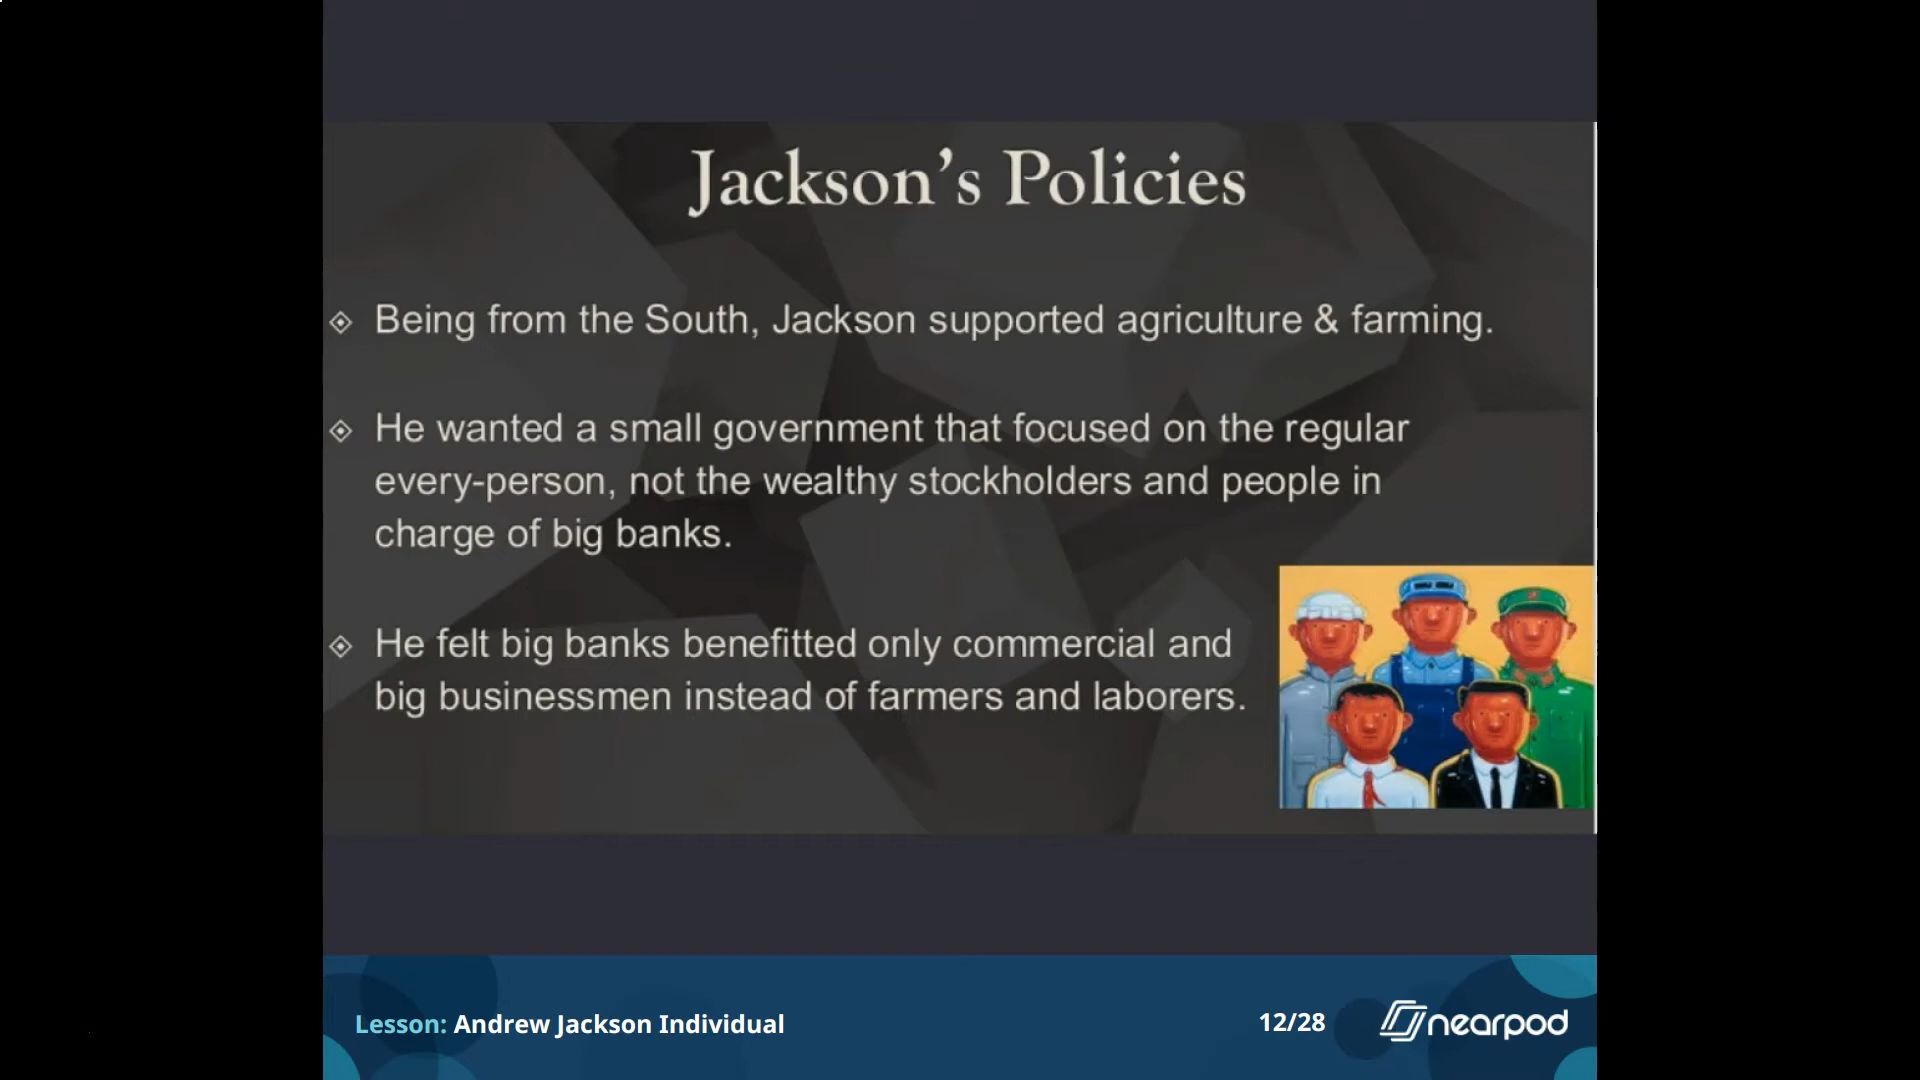 Jackson’s Policies
Being from the South, Jackson supported agriculture & farming.
He wanted a small government that focused on the regular
every-person, not the wealthy stockholders and people in
charge of big banks.
He felt big banks benefitted only commercial and
big businessmen instead of farmers and laborers.
Lesson: Andrew Jackson Individual
12/28
nearpod